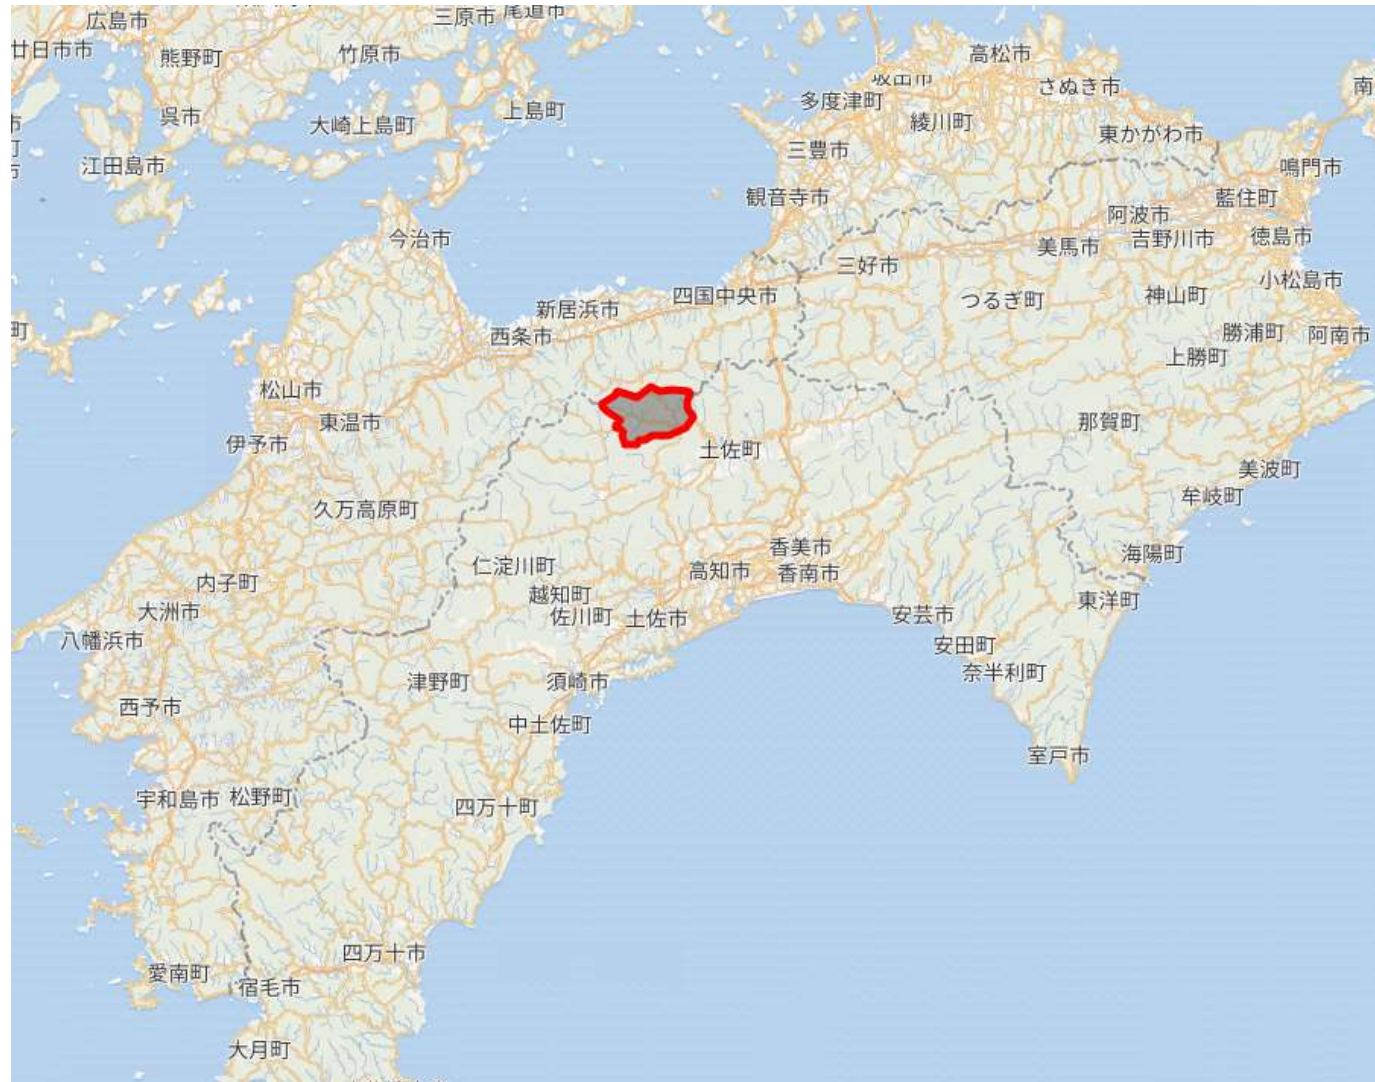 広島市
三原市
尾道市
廿日市市
熊野町
竹原市
高松市
坂出市
さぬき市
南
多度津町
上島町
呉市
大崎上島町
綾川町
東かがわ市
市
町
市
三豊市
江田島市
鳴門市
観音寺市
藍住町
阿波市
今治市
吉野川市
徳島市
美馬市
三好市
小松島市
四国中央市
つるぎ町
神山町
新居浜市
町
西条市
勝浦町
阿南市
上勝町
松山市
東温市
那賀町
伊予市
土佐町
美波町
牟岐町
久万高原町
香美市
海陽町
仁淀川町
高知市
香南市
内子町
越知町
東洋町
大洲市
佐川町
土佐市
安芸市
八幡浜市
安田町
奈半利町
津野町
須崎市
西予市
中土佐町
室戸市
宇和島市
松野町
四万十町
四万十市
愛南町
宿毛市
大月町